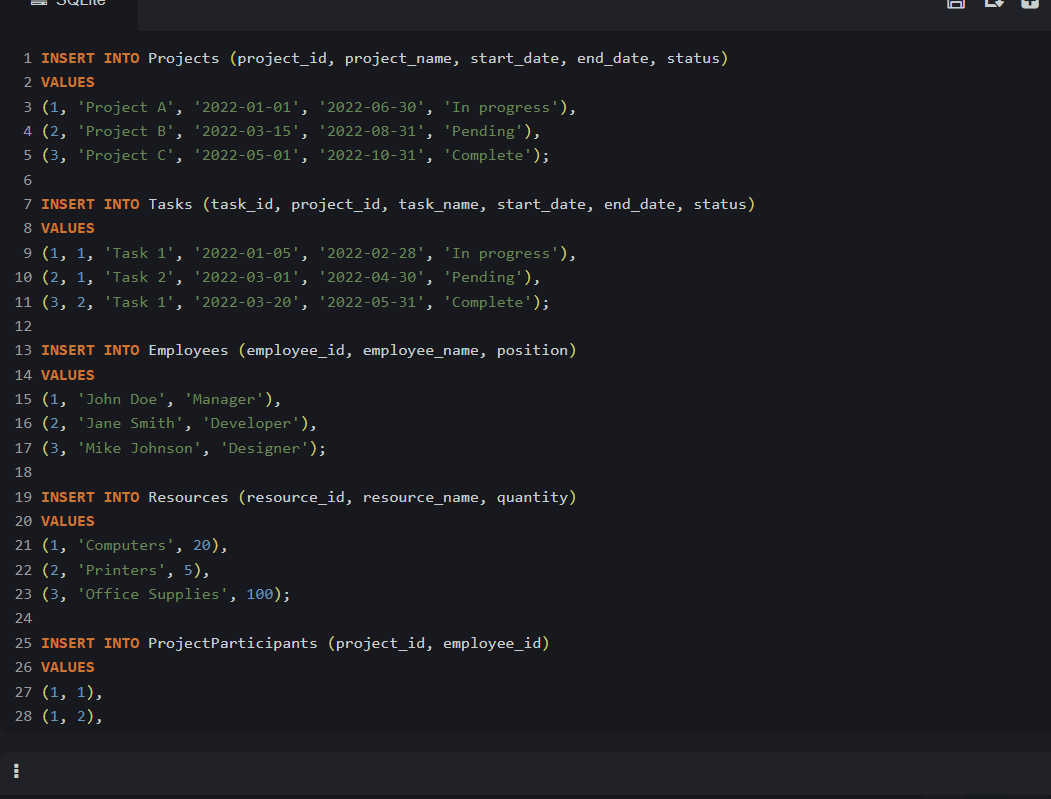 SQLite
1 INSERT INTO Projects (project_id, project_name, start_date, end_date, status)
2 VALUES
3 (1, 'Project A', '2022-01-01', '2022-06-30', 'In progress'),
4 (2, 'Project B', '2022-03-15', '2022-08-31', 'Pending'),
5 (3, 'Project C', '2022-05-01', '2022-10-31', 'Complete');
6
7 INSERT INTO Tasks (task_id, project_id, task_name, start_date, end_date, status)
8 VALUES
9 (1, 1, 'Task 1', '2022-01-05', '2022-02-28', 'In progress'),
10 (2, 1, 'Task 2', '2022-03-01', '2022-04-30', 'Pending'),
11 (3, 2, 'Task 1', '2022-03-20', '2022-05-31', 'Complete');
12
13 INSERT INTO Employees (employee_id, employee_name, position)
14 VALUES
15 (1, 'John Doe', 'Manager'),
16 (2, 'Jane Smith', 'Developer'),
17 (3, 'Mike Johnson', 'Designer');
18
19 INSERT INTO Resources (resource_id, resource_name, quantity)
20 VALUES
21 (1, 'Computers', 20),
22 (2, 'Printers', 5),
23 (3, 'Office Supplies', 100);
24
25 INSERT INTO ProjectParticipants (project_id, employee_id)
26 VALUES
27 (1, 1),
28 (1, 2),